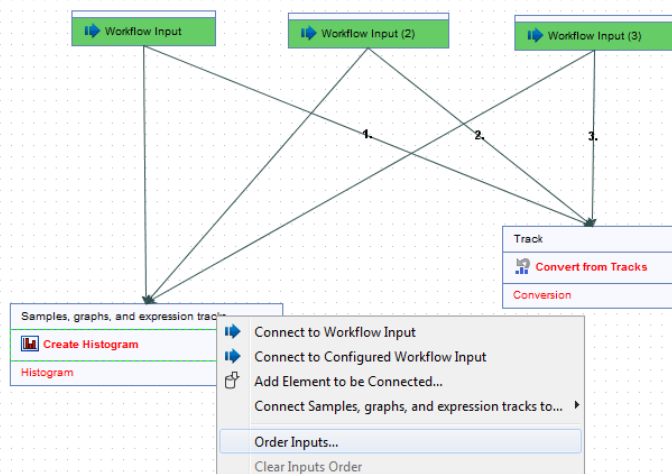 Workflow Input
Workflow Input (2)
Workflow Input (3)
1.
2.
3.
Track
Convert from Tracks
Conversion
Samples, graphs, and expression tracks
Create Histogram
Histogram
Connect to Workflow Input
Connect to Configured Workflow Input
Add Element to be Connected...
Connect Samples, graphs, and expression tracks to...
Order Inputs...
Clear Inputs Order